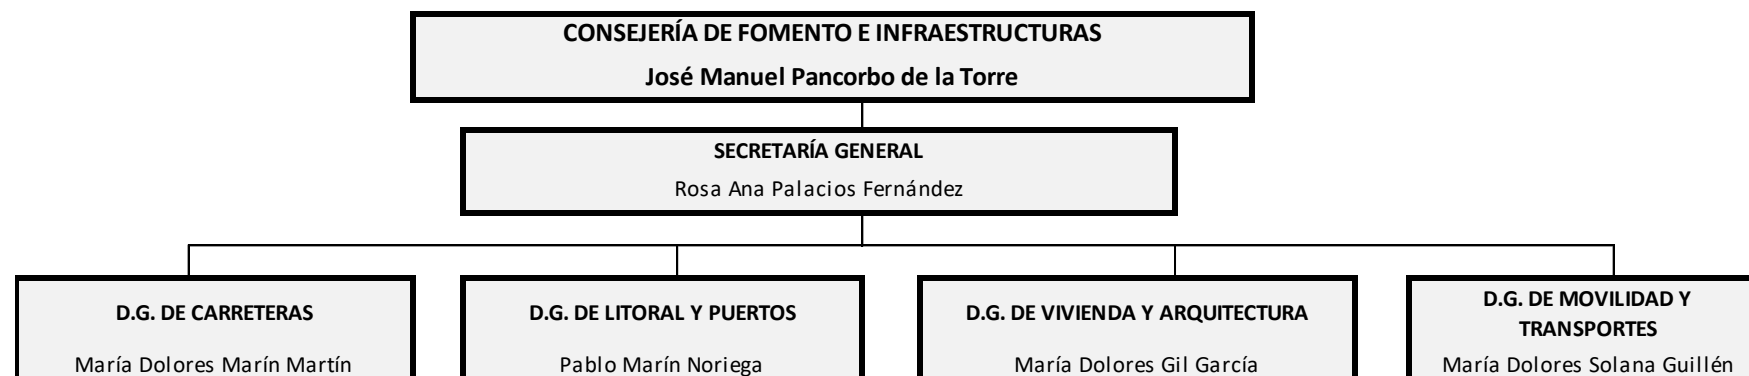 CONSEJERÍA DE FOMENTO E INFRAESTRUCTURAS
José Manuel Pancorbo de la Torre
SECRETARÍA GENERAL
Rosa Ana Palacios Fernández
D.G. DE CARRETERAS
María Dolores Marín Martín
D.G. DE LITORAL Y PUERTOS
Pablo Marín Noriega
D.G. DE VIVIENDA Y ARQUITECTURA
María Dolores Gil García
D.G. DE MOVILIDAD Y
TRANSPORTES
María Dolores Solana Guillén